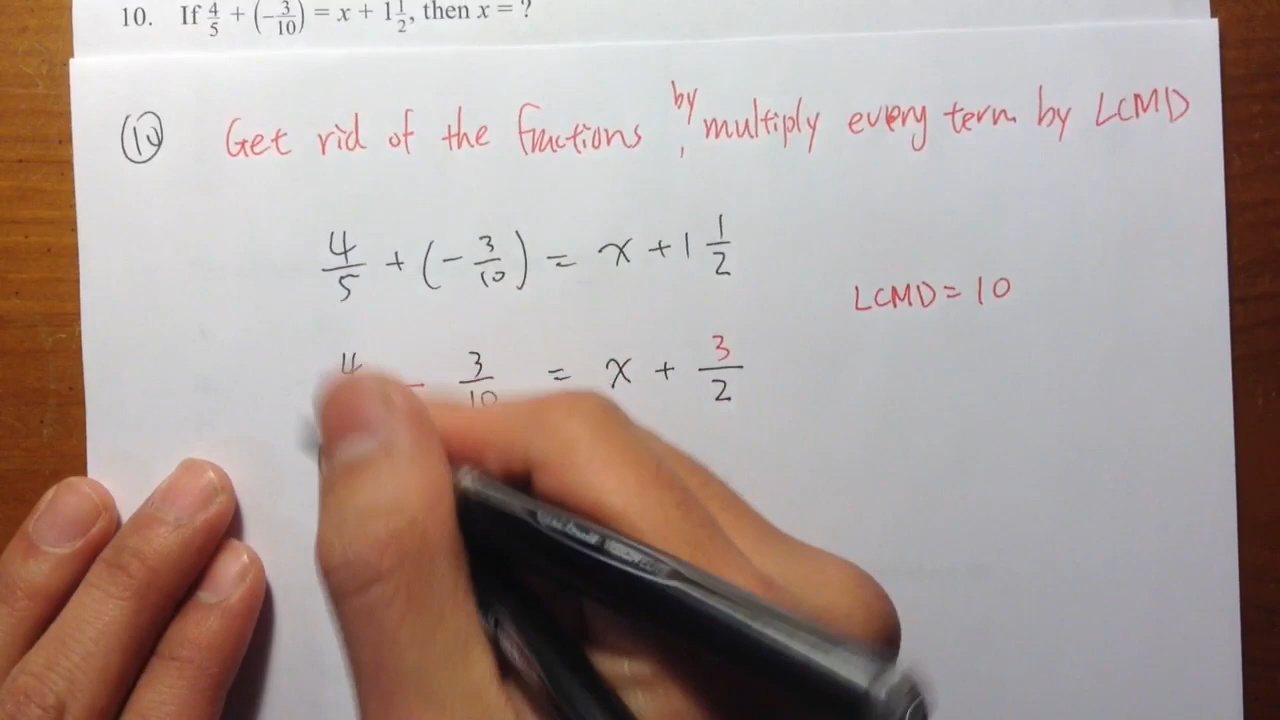 10. If 4/5 + (-3/10) = x + 1 1/2, then x = ?
10 Get rid of the fractions, by multiply every term by LCMD
4/5 + (-3/10) = x + 1 1/2
LCMD = 10
4 - 3/10 = x + 3/2